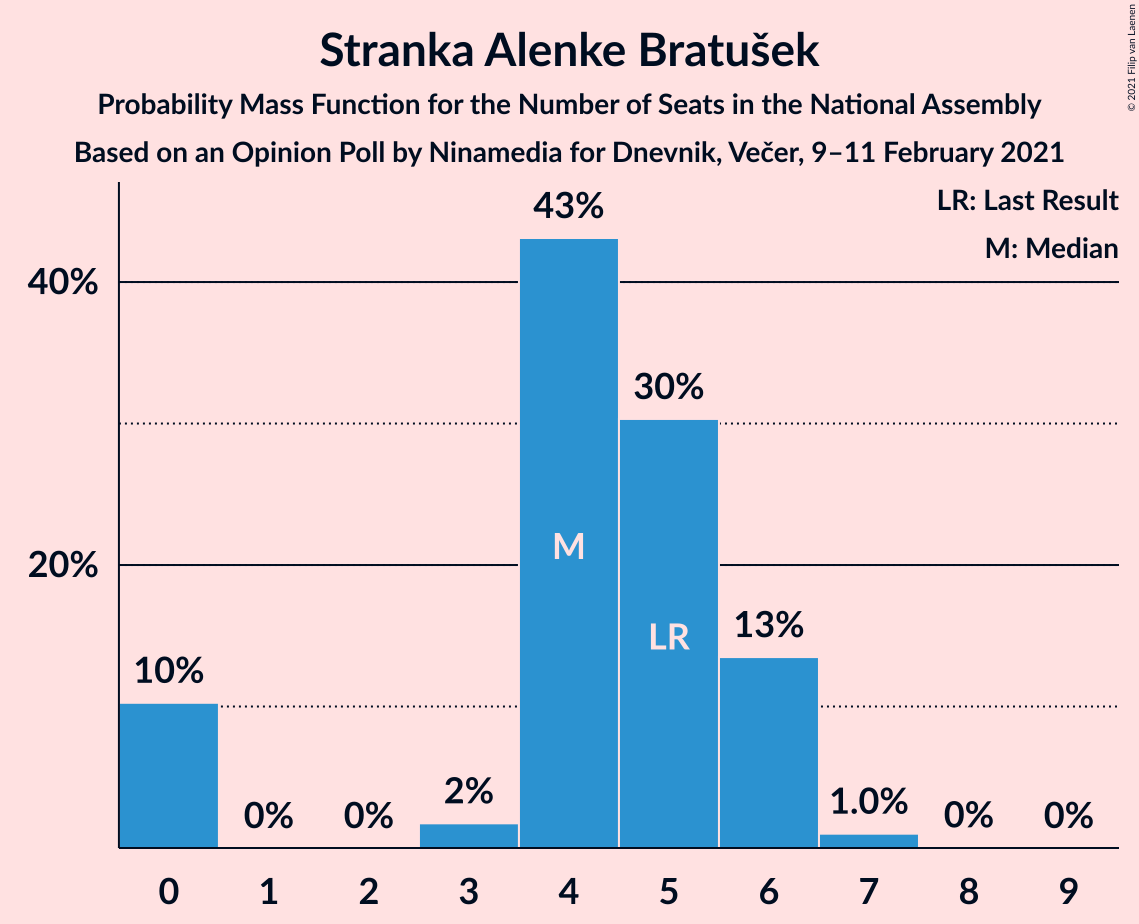 Stranka Alenke Bratušek
Probability Mass Function for the Number of Seats in the National Assembly
Based on an Opinion Poll by Ninamedia for Dnevnik, Večer, 9–11 February 2021
© 2021 Filip van Laenen
LR: Last Result
M: Median
40%
20%
10%
0%
0%
2%
43%
30%
13%
1.0%
0%
0%
M
LR
0 1 2 3 4 5 6 7 8 9